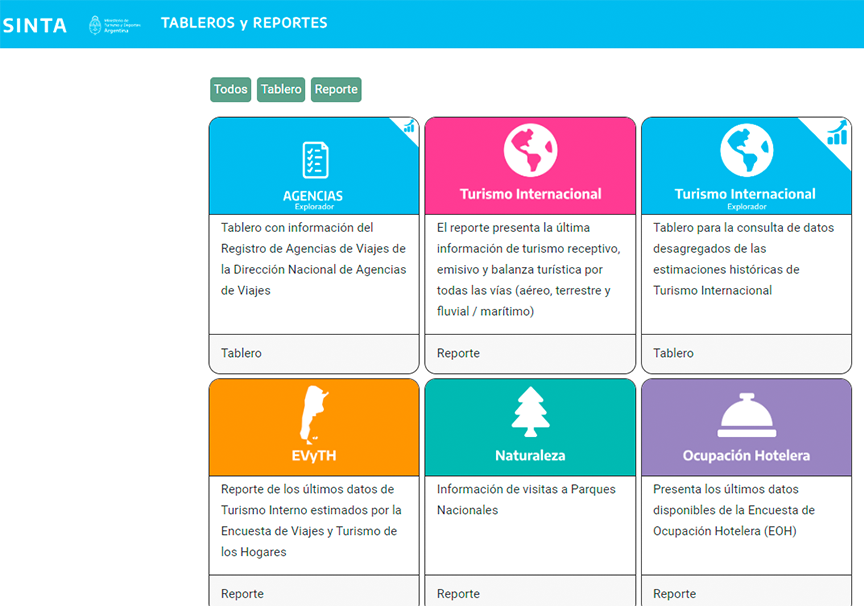 SINTA
Ministerio de
Turismo y Deportes
Argentina
TABLEROS y REPORTES
Todos
Tablero
Reporte
AGENCIAS
Explorador
Tablero con información del
Registro de Agencias de Viajes de
la Dirección Nacional de Agencias
de Viajes
Tablero
Turismo Internacional
El reporte presenta la última
información de turismo receptivo,
emisivo y balanza turística por
todas las vías (aéreo, terrestre y
fluvial / marítimo)
Reporte
Turismo Internacional
Explorador
Tablero para la consulta de datos
desagregados de las
estimaciones históricas de
Turismo Internacional
Tablero
EVyTH
Reporte de los últimos datos de
Turismo Interno estimados por la
Encuesta de Viajes y Turismo de
los Hogares
Reporte
Naturaleza
Información de visitas a Parques
Nacionales
Reporte
Ocupación Hotelera
Presenta los últimos datos
disponibles de la Encuesta de
Ocupación Hotelera (EOH)
Reporte